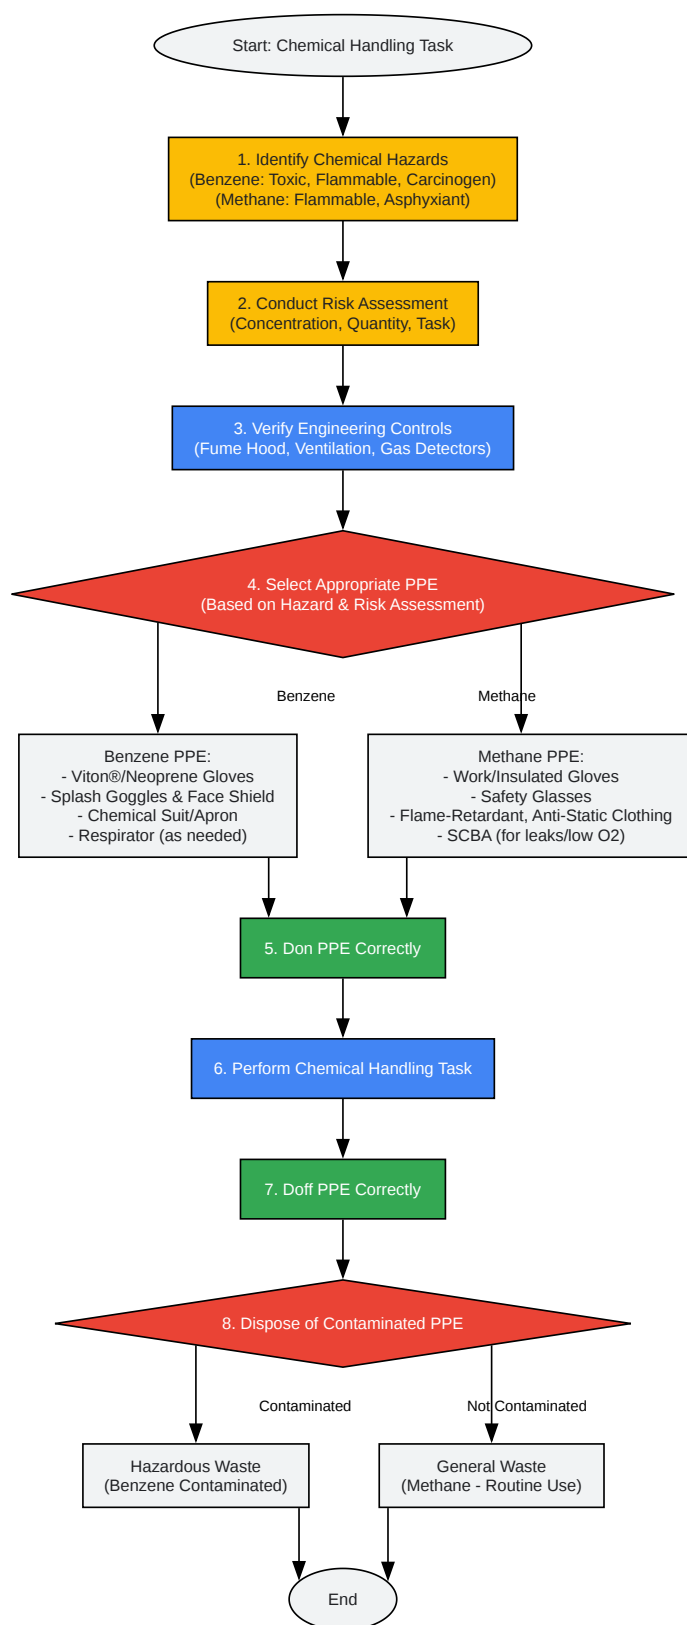 Start: Chemical Handling Task
1. Identify Chemical Hazards
(Benzene: Toxic, Flammable, Carcinogen)
(Methane: Flammable, Asphyxiant)
2. Conduct Risk Assessment
(Concentration, Quantity, Task)
3. Verify Engineering Controls
(Fume Hood, Ventilation, Gas Detectors)
4. Select Appropriate PPE
(Based on Hazard & Risk Assessment)
Benzene
Methane
Benzene PPE:
- Viton®/Neoprene Gloves
- Splash Goggles & Face Shield
- Chemical Suit/Apron
- Respirator (as needed)
Methane PPE:
- Work/Insulated Gloves
- Safety Glasses
- Flame-Retardant, Anti-Static Clothing
- SCBA (for leaks/low O2)
5. Don PPE Correctly
6. Perform Chemical Handling Task
7. Doff PPE Correctly
8. Dispose of Contaminated PPE
Contaminated
Not Contaminated
Hazardous Waste
(Benzene Contaminated)
General Waste
(Methane - Routine Use)
End